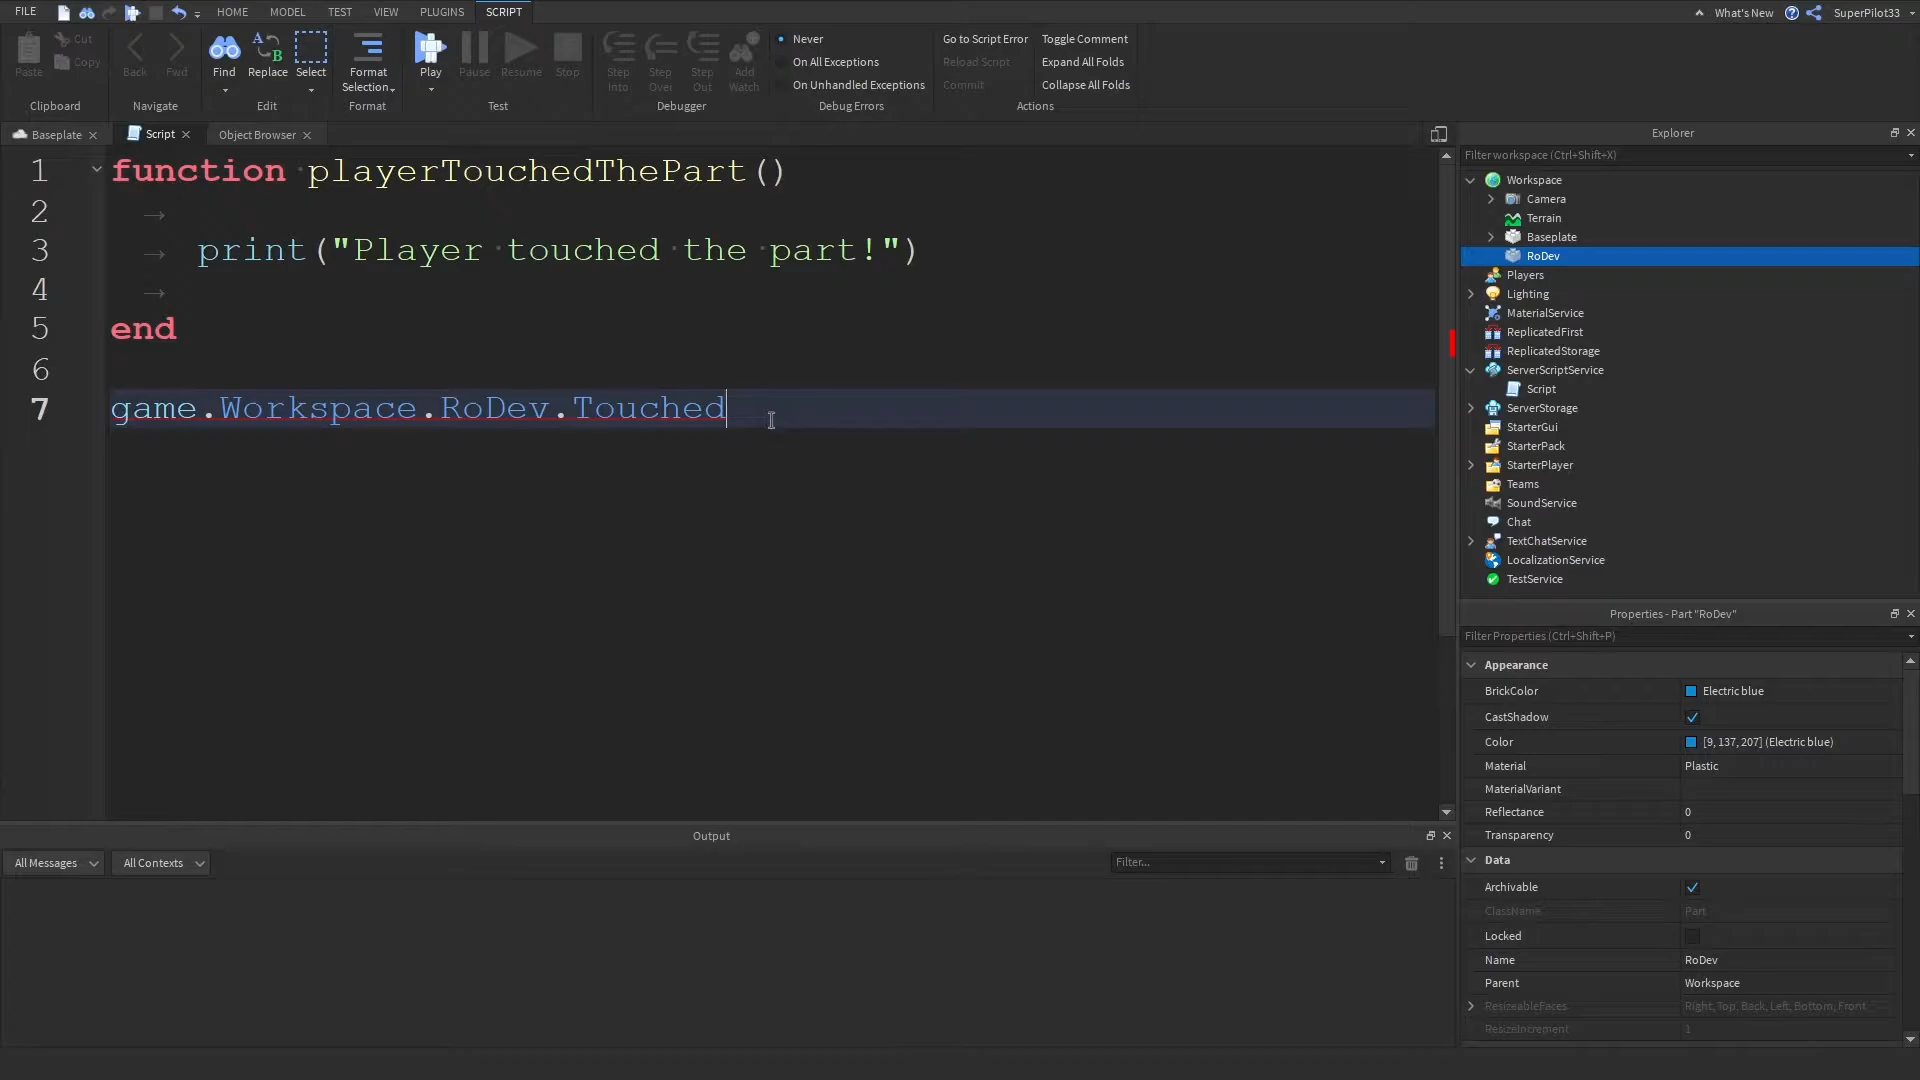 FILE HOME MODEL TEST VIEW PLUGINS SCRIPT What's New SuperPilot33
Paste Cut Copy
Clipboard
Back Fwd
Navigate
Find Replace Select
Edit
Format Selection
Format
Play Pause Resume Stop
Test
Step Into Step Over Step Out Add Watch
Debugger
Never
On All Exceptions
On Unhandled Exceptions
Debug Errors
Go to Script Error Toggle Comment
Reload Script Expand All Folds
Commit Collapse All Folds
Actions
Baseplate Script Object Browser
1 function playerTouchedThePart()
2
3 print("Player touched the part!")
4
5 end
6
7 game.Workspace.RoDev.Touched
Explorer
Filter workspace (Ctrl+Shift+X)
Workspace
Camera
Terrain
Baseplate
RoDev
Players
Lighting
MaterialService
ReplicatedFirst
ReplicatedStorage
ServerScriptService
Script
ServerStorage
StarterGui
StarterPack
StarterPlayer
Teams
SoundService
Chat
TextChatService
LocalizationService
TestService
Properties - Part "RoDev"
Filter Properties (Ctrl+Shift+P)
Appearance
BrickColor Electric blue
CastShadow
Color [9, 137, 207] (Electric blue)
Material Plastic
MaterialVariant
Reflectance 0
Transparency 0
Data
Archivable
ClassName Part
Locked
Name RoDev
Parent Workspace
ResizeableFaces Right, Top, Back, Left, Bottom, Front
ResizeIncrement 1
Output
All Messages All Contexts Filter...